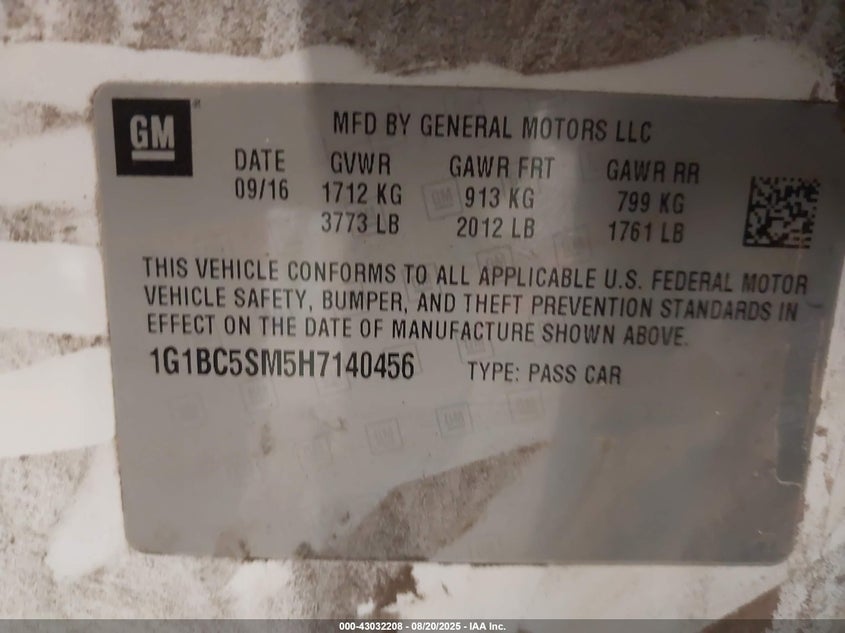 GM
MFD BY GENERAL MOTORS LLC
DATE GVWR GAWR FRT GAWR RR
09/16 1712 KG 913 KG 799 KG
3773 LB 2012 LB 1761 LB
THIS VEHICLE CONFORMS TO ALL APPLICABLE U.S. FEDERAL MOTOR
VEHICLE SAFETY, BUMPER, AND THEFT PREVENTION STANDARDS IN
EFFECT ON THE DATE OF MANUFACTURE SHOWN ABOVE.
1G1BC5SM5H7140456 TYPE: PASS CAR
000-43032208 - 08/20/2025 - IAA Inc.